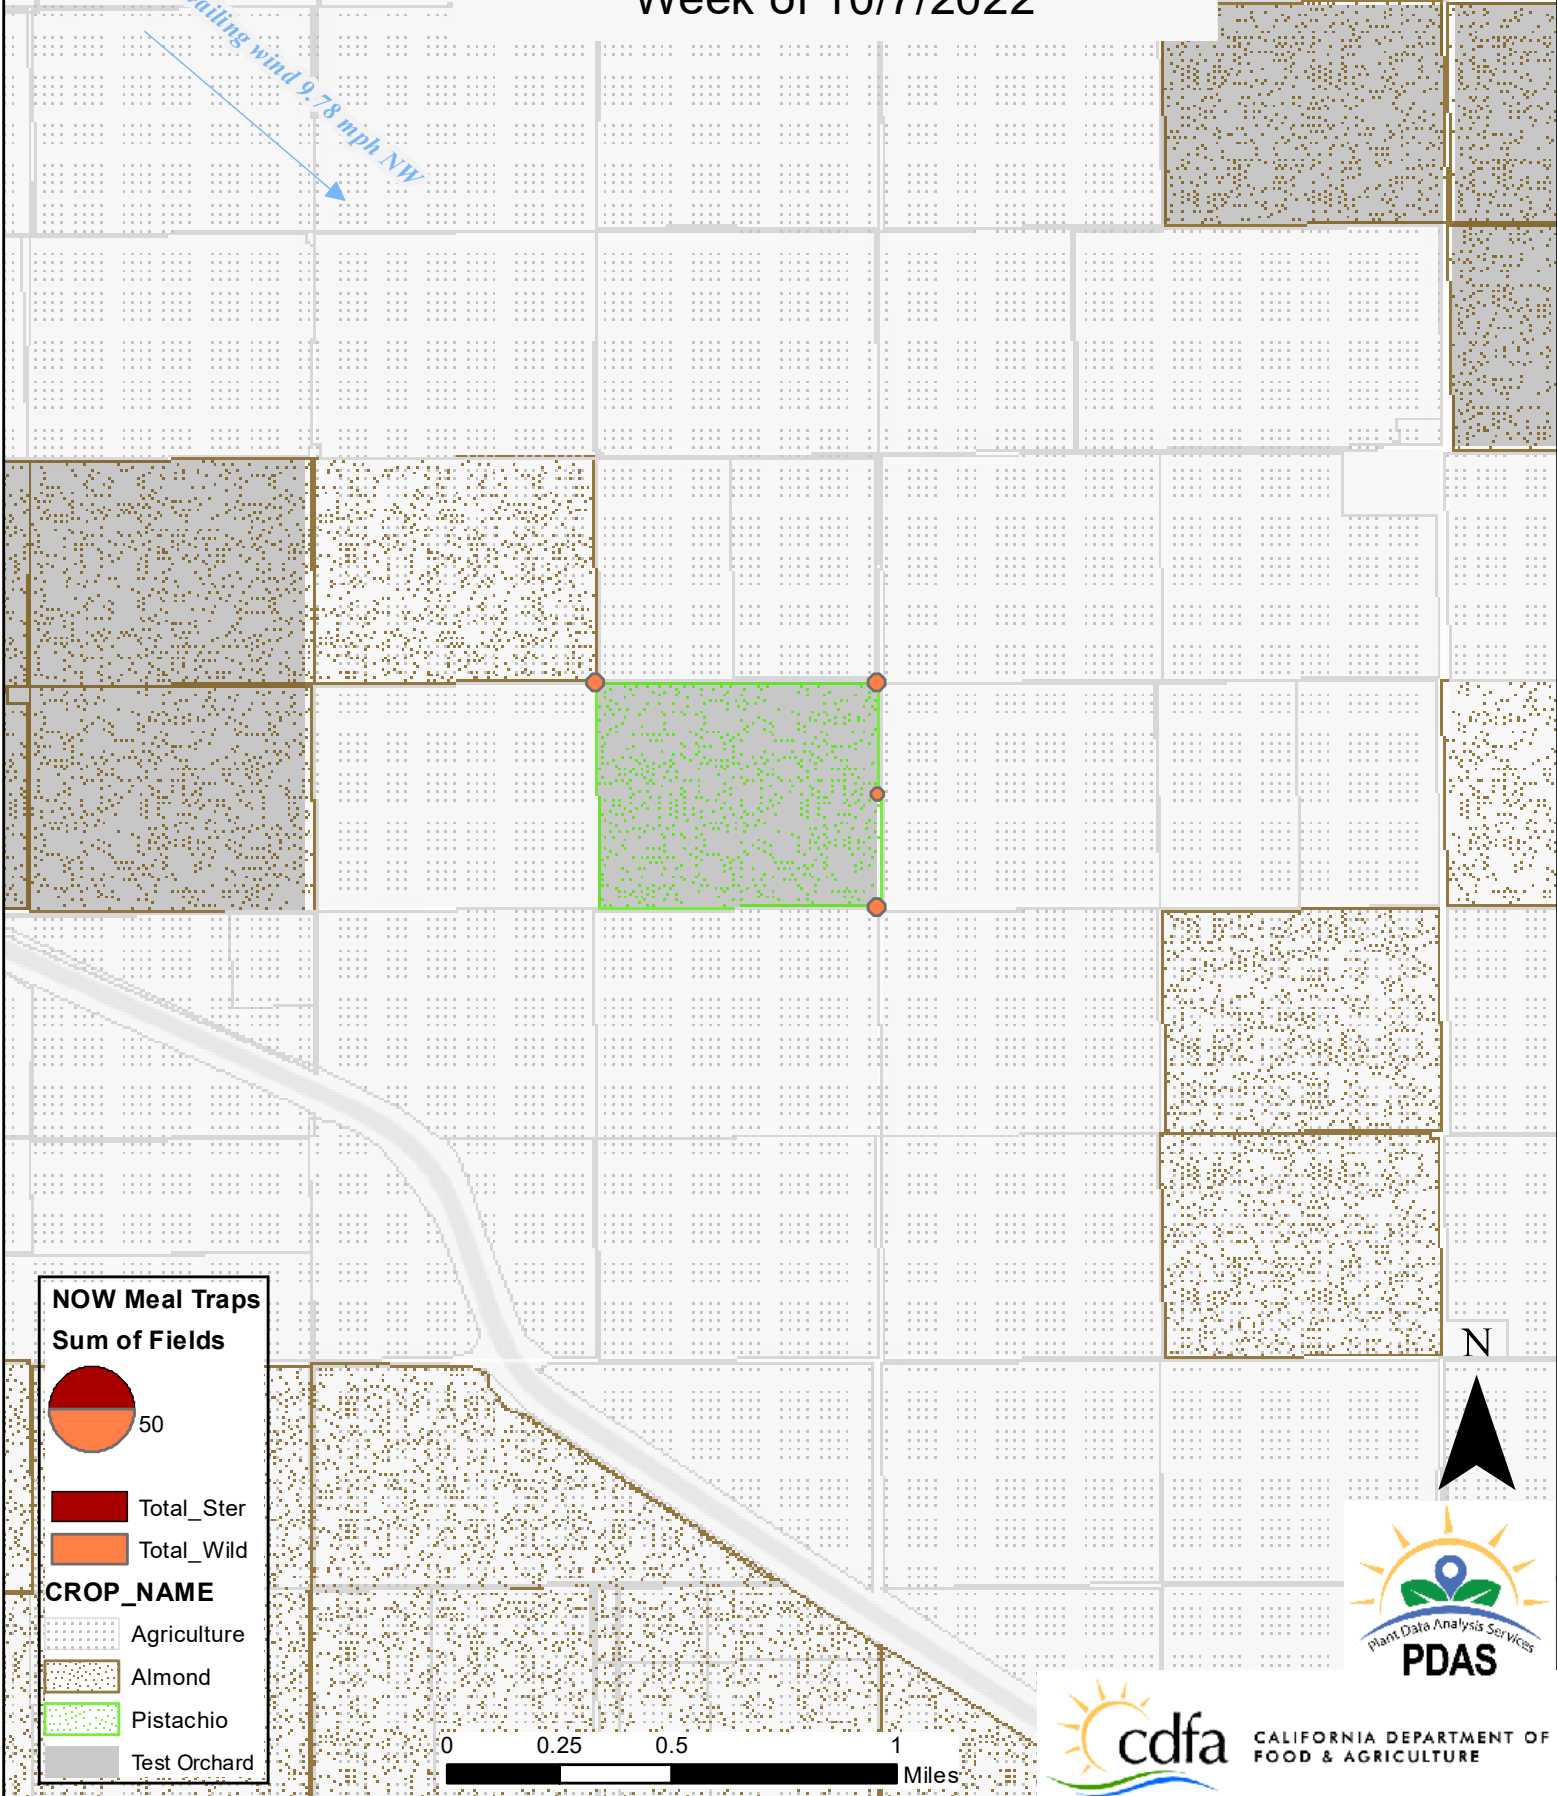 Week of 10/7/2022
wind 9.78 mph NW
NOW Meal Traps
Sum of Fields
50
Total_Ster
Total_Wild
CROP_NAME
Agriculture
Almond
Pistachio
Test Orchard
0 0.25 0.5 1
Miles
N
Plant Data Analysis Services
PDAS
cdfa
CALIFORNIA DEPARTMENT OF
FOOD & AGRICULTURE